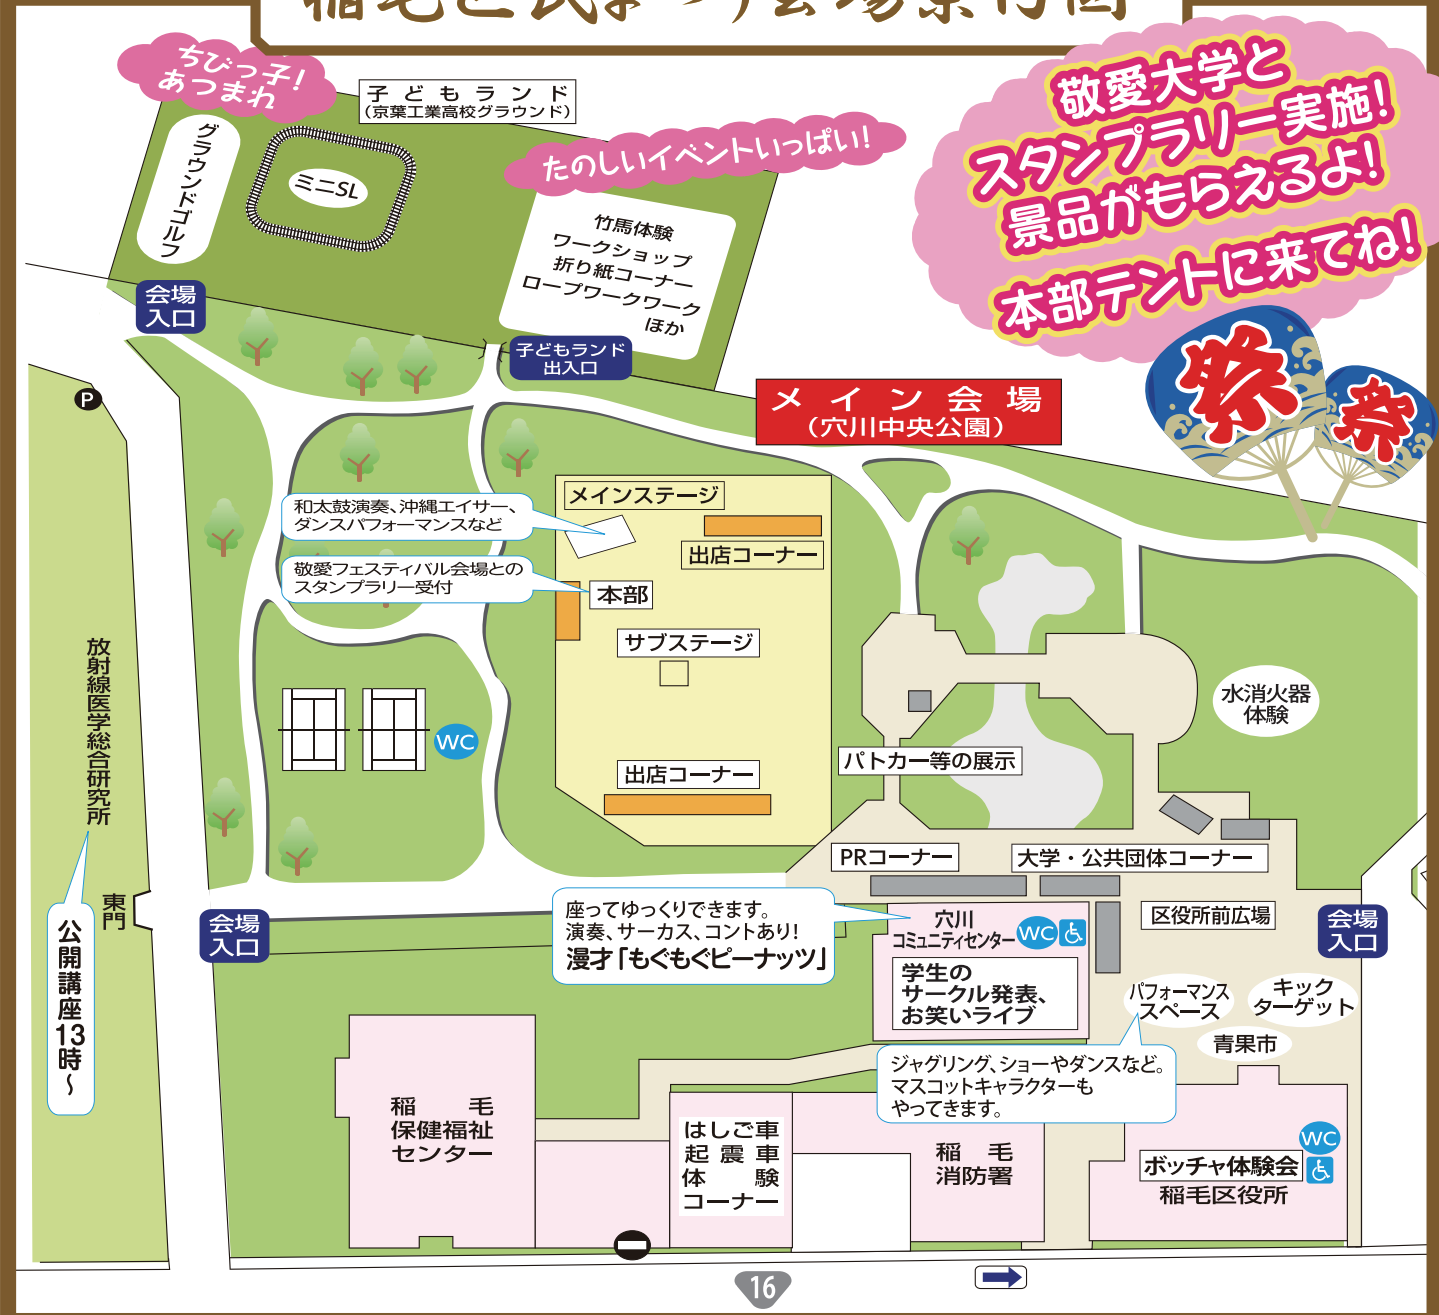 稲毛区民まつり会場案内図
ちびっ子!
あつまれ
子どもランド
(京葉工業高校グラウンド)
敬愛大学と
スタンプラリー実施!
景品がもらえるよ!
本部テントに来てね!
祭
祭
たのしいイベントいっぱい!
グラウンドゴルフ
ミニSL
竹馬体験
ワークショップ
折り紙コーナー
ロープワークワーク
ほか
会場
入口
子どもランド
出入口
P
メイン会場
(穴川中央公園)
メインステージ
和太鼓演奏、沖縄エイサー、
ダンスパフォーマンスなど
出店コーナー
敬愛フェスティバル会場との
スタンプラリー受付
本部
サブステージ
水消火器
体験
WC
パトカー等の展示
出店コーナー
放射線医学総合研究所
PRコーナー
大学・公共団体コーナー
東門
公開講座13時〜
会場
入口
座ってゆっくりできます。
演奏、サーカス、コントあり!
漫才「もぐもぐピーナッツ」
穴川
コミュニティセンター
WC
学生の
サークル発表、
お笑いライブ
区役所前広場
会場
入口
パフォーマンス
スペース
キック
ターゲット
青果市
ジャグリング、ショーやダンスなど。
マスコットキャラクターも
やってきます。
稲毛
保健福祉
センター
はしご車
起震車
体験
コーナー
稲毛
消防署
WC
ボッチャ体験会
稲毛区役所
16